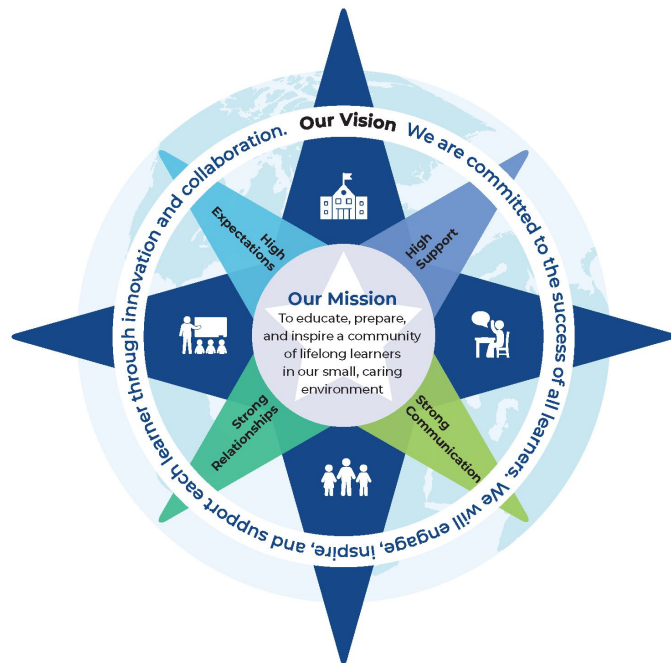 Our Vision We are committed to the success of all learners. We will engage, inspire, and support each learner through innovation and collaboration.
High
Expectations
High
Support
Our Mission
To educate, prepare,
and inspire a community
of lifelong learners
in our small, caring
environment
Strong
Relationships
Strong
Communication